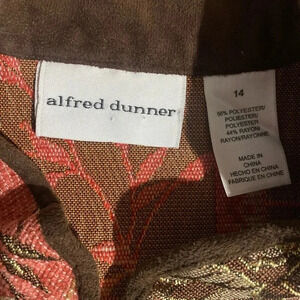 alfred dunner
14
56% POLYESTER/
POLIESTER/
POLYESTER
44% RAYON/
RAYON/RAYONNE
MADE IN
CHINA
HECHO EN CHINA
FABRIQUE EN CHINE